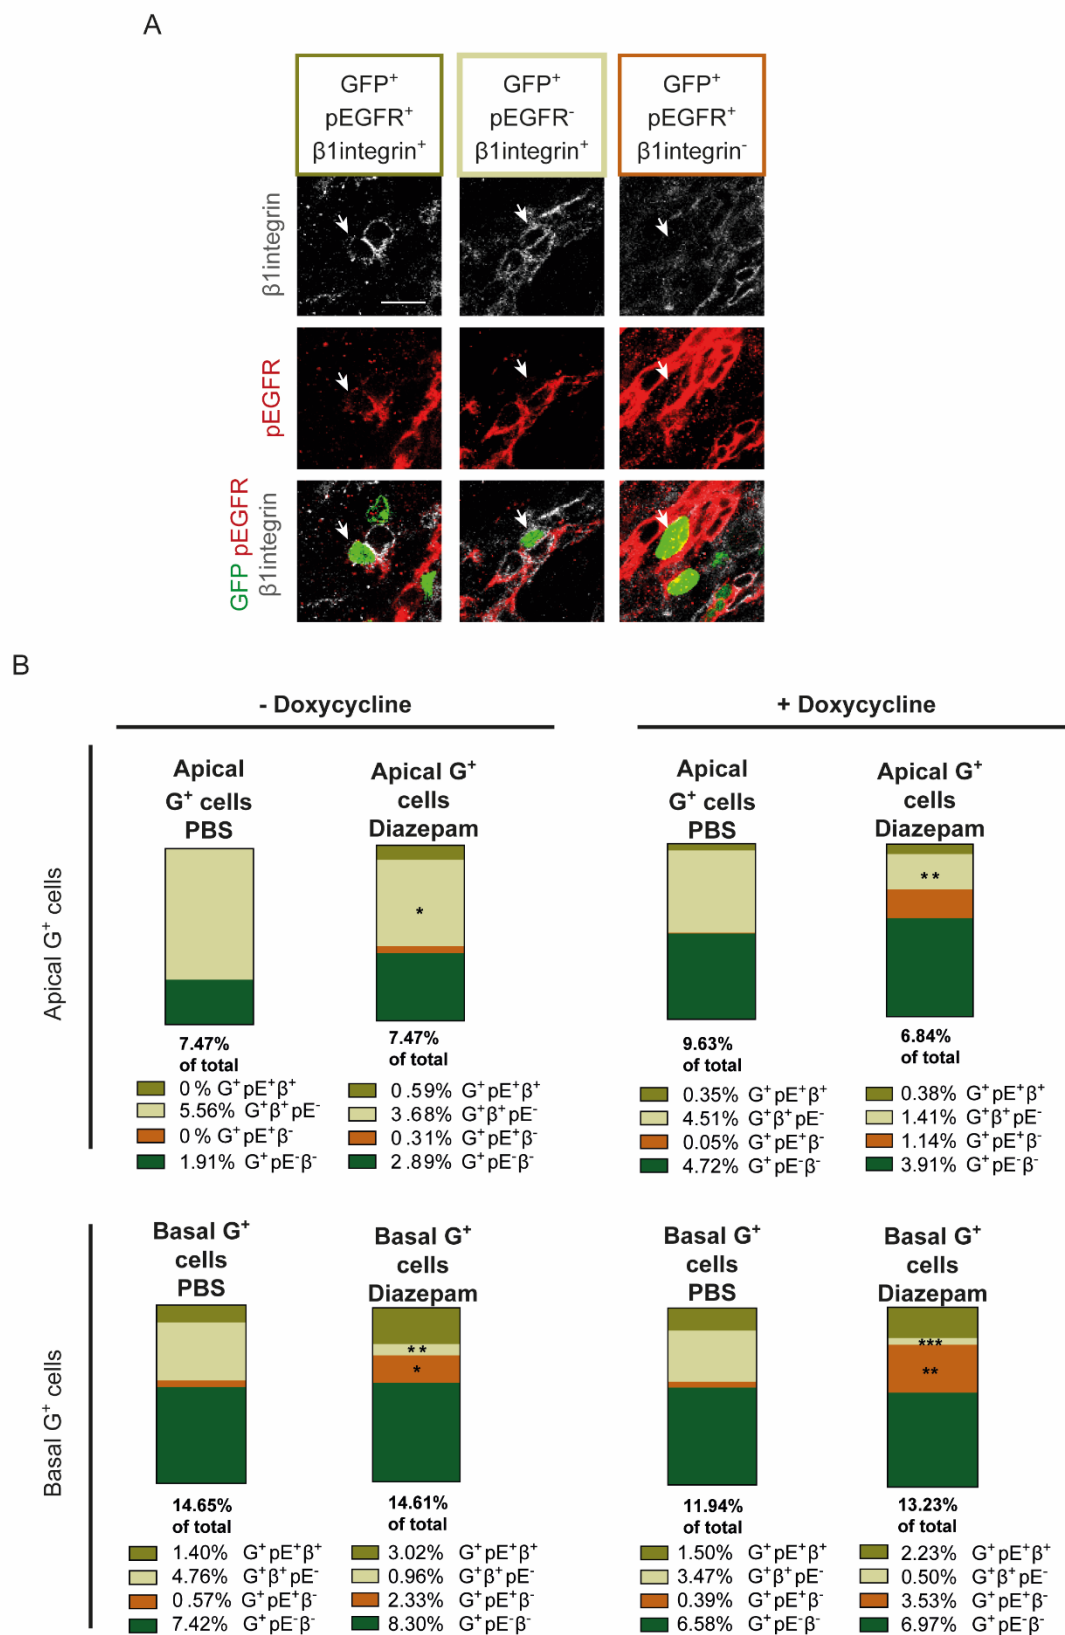 A
GFP⁺
pEGFR⁺
β1integrin⁺
GFP⁺
pEGFR⁻
β1integrin⁺
GFP⁺
pEGFR⁺
β1integrin⁻
β1integrin
pEGFR
GFP pEGFR
β1integrin
B
- Doxycycline
+ Doxycycline
Apical G⁺ cells
Apical
G⁺ cells
PBS
7.47%
of total
0 % G⁺pE⁺β⁺
5.56% G⁺β⁺pE⁻
0% G⁺pE⁺β⁻
1.91% G⁺pE⁻β⁻
Apical G⁺
cells
Diazepam
*
7.47%
of total
0.59% G⁺pE⁺β⁺
3.68% G⁺β⁺pE⁻
0.31% G⁺pE⁺β⁻
2.89% G⁺pE⁻β⁻
Apical
G⁺ cells
PBS
9.63%
of total
0.35% G⁺pE⁺β⁺
4.51% G⁺β⁺pE⁻
0.05% G⁺pE⁺β⁻
4.72% G⁺pE⁻β⁻
Apical G⁺
cells
Diazepam
**
6.84%
of total
0.38% G⁺pE⁺β⁺
1.41% G⁺β⁺pE⁻
1.14% G⁺pE⁺β⁻
3.91% G⁺pE⁻β⁻
Basal G⁺ cells
Basal G⁺
cells
PBS
14.65%
of total
1.40% G⁺pE⁺β⁺
4.76% G⁺β⁺pE⁻
0.57% G⁺pE⁺β⁻
7.42% G⁺pE⁻β⁻
Basal G⁺
cells
Diazepam
**
*
14.61%
of total
3.02% G⁺pE⁺β⁺
0.96% G⁺β⁺pE⁻
2.33% G⁺pE⁺β⁻
8.30% G⁺pE⁻β⁻
Basal G⁺
cells
PBS
11.94%
of total
1.50% G⁺pE⁺β⁺
3.47% G⁺β⁺pE⁻
0.39% G⁺pE⁺β⁻
6.58% G⁺pE⁻β⁻
Basal G⁺
cells
Diazepam
***
**
13.23%
of total
2.23% G⁺pE⁺β⁺
0.50% G⁺β⁺pE⁻
3.53% G⁺pE⁺β⁻
6.97% G⁺pE⁻β⁻